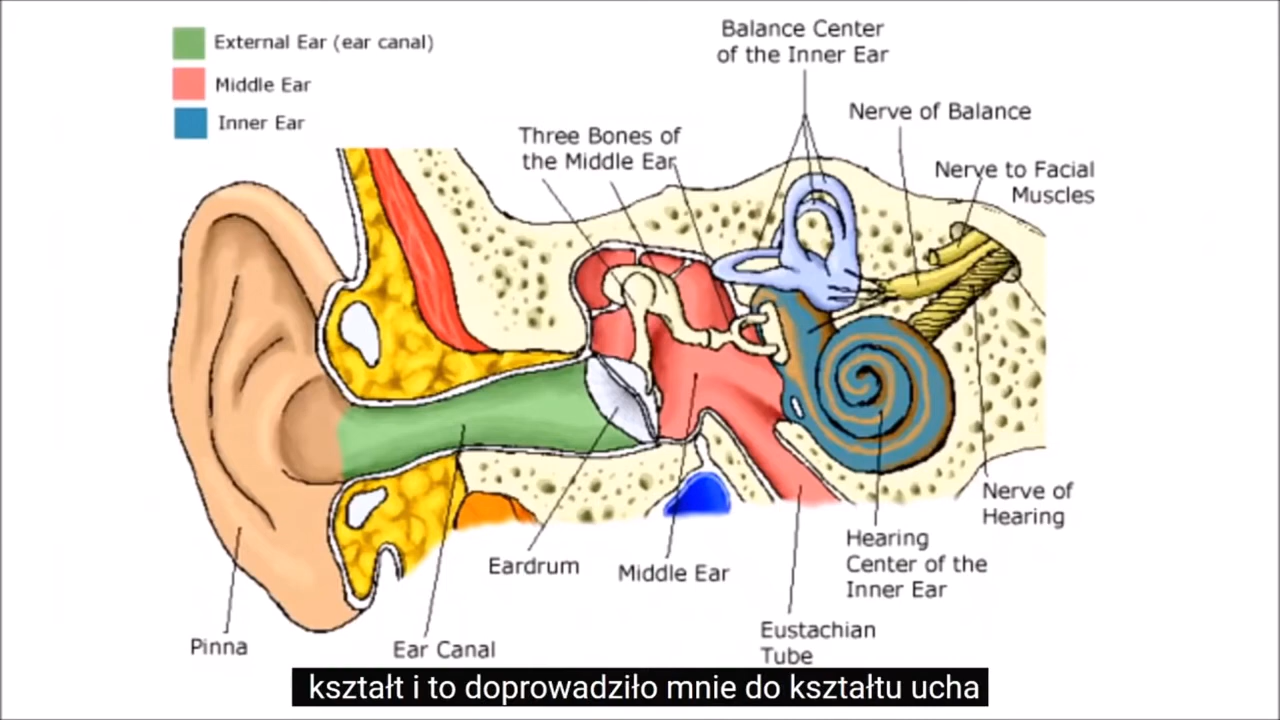 External Ear (ear canal)
Middle Ear
Inner Ear
Balance Center
of the Inner Ear
Nerve of Balance
Three Bones of
the Middle Ear
Nerve to Facial
Muscles
Nerve of
Hearing
Hearing
Center of the
Inner Ear
Eardrum
Middle Ear
Eustachian
Tube
Pinna
Ear Canal
kształt i to doprowadziło mnie do kształtu ucha